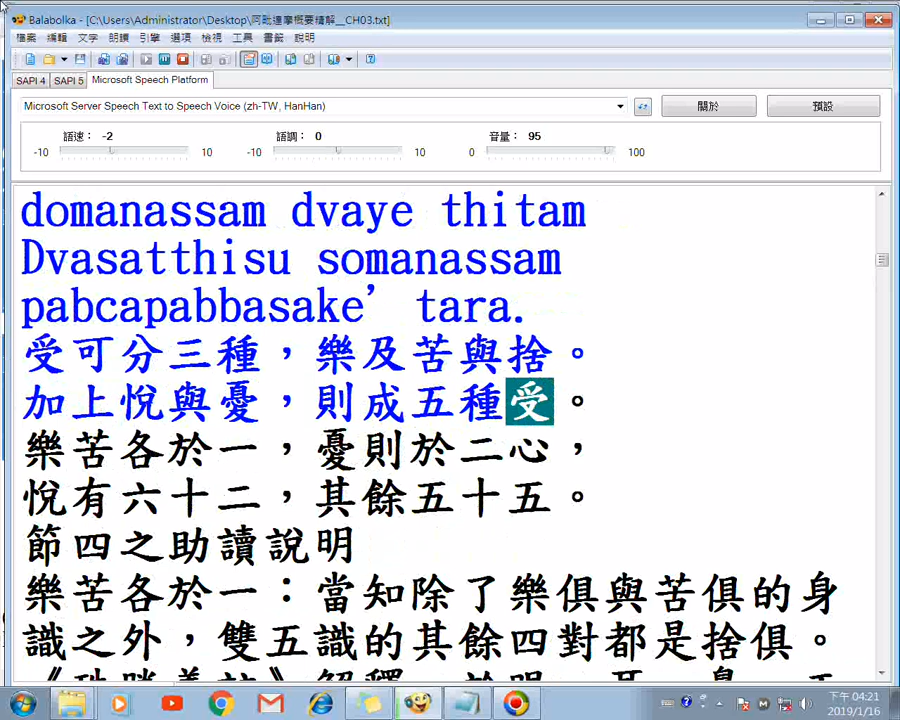 Balabolka - [C:\Users\Administrator\Desktop\阿毗達摩概要精解__CH03.txt]
檔案 編輯 文字 朗讀 引擎 選項 檢視 工具 書籤 說明
SAPI 4 SAPI 5 Microsoft Speech Platform
Microsoft Server Speech Text to Speech Voice (zh-TW, HanHan) 關於 預設
語速： -2 語調： 0 音量： 95
-10 10 -10 10 0 100
domanassam dvaye thitam
Dvasatthisu somanassam
pabcapabbasake’ tara.
受可分三種，樂及苦與捨。
加上悅與憂，則成五種受。
樂苦各於一，憂則於二心，
悅有六十二，其餘五十五。
節四之助讀說明
樂苦各於一：當知除了樂俱與苦俱的身
識之外，雙五識的其餘四對都是捨俱。
下午 04:21
2019/1/16